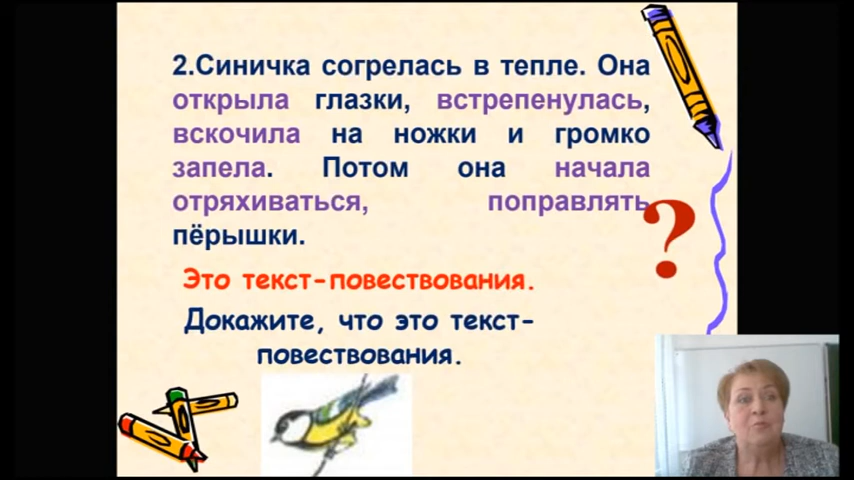 2.Синичка согрелась в тепле. Она
открыла глазки, встрепенулась,
вскочила на ножки и громко
запела. Потом она начала
отряхиваться, поправлять
пёрышки.
?
Это текст-повествования.
Докажите, что это текст-
повествования.